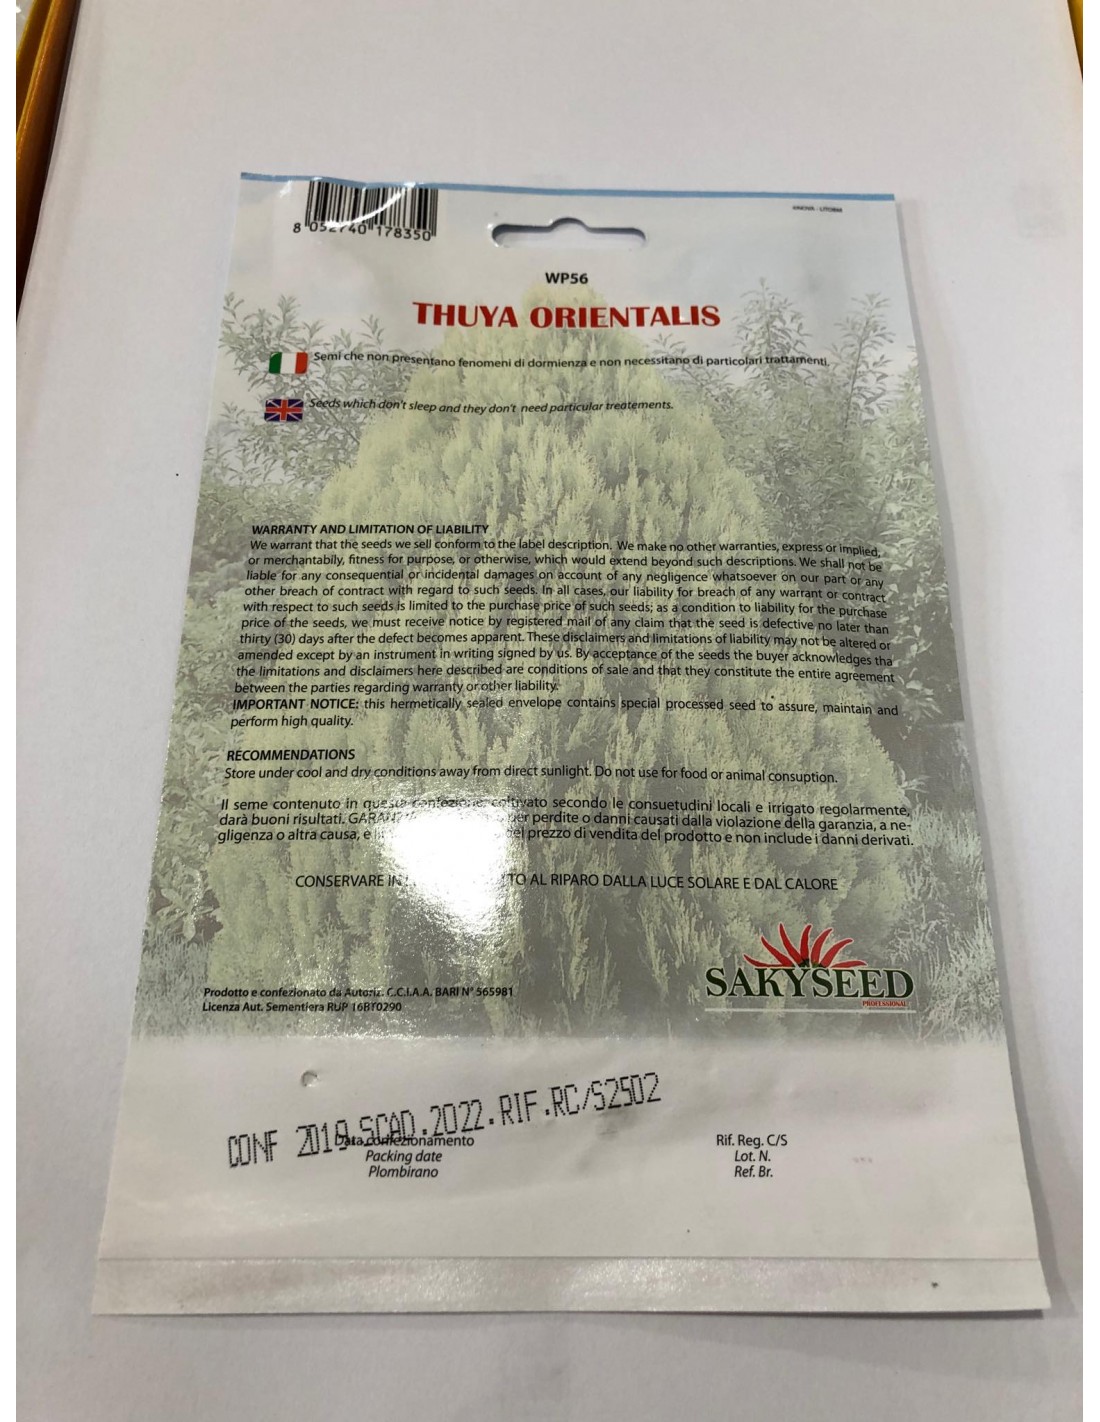 8 052740 178350
WP56
THUYA ORIENTALIS
Semi che non presentano fenomeni di dormienza e non necessitano di particolari trattamenti.
Seeds which don't sleep and they don't need particular treatements.
WARRANTY AND LIMITATION OF LIABILITY
We warrant that the seeds we sell conform to the label description. We make no other warranties, express or implied,
or merchantabily, fitness for purpose, or otherwise, which would extend beyond such descriptions. We shall not be
liable for any consequential or incidental damages on account of any negligence whatsoever on our part or any
other breach of contract with regard to such seeds. In all cases, our liability for breach of any warrant or contract
with respect to such seeds is limited to the purchase price of such seeds; as a condition to liability for the purchase
price of the seeds, we must receive notice by registered mail of any claim that the seed is defective no later than
thirty (30) days after the defect becomes apparent. These disclaimers and limitations of liability may not be altered or
amended except by an instrument in writing signed by us. By acceptance of the seeds the buyer acknowledges tha
the limitations and disclaimers here described are conditions of sale and that they constitute the entire agreement
between the parties regarding warranty or other liability.
IMPORTANT NOTICE: this hermetically sealed envelope contains special processed seed to assure, maintain and
perform high quality.
RECOMMENDATIONS
Store under cool and dry conditions away from direct sunlight. Do not use for food or animal consuption.
Il seme contenuto in questa confezione, coltivato secondo le consuetudini locali e irrigato regolarmente,
darà buoni risultati. per perdite o danni causati dalla violazione della garanzia, a ne-
gligenza o altra causa, è del prezzo di vendita del prodotto e non include i danni derivati.
CONSERVARE IN AL RIPARO DALLA LUCE SOLARE E DAL CALORE
SAKYSEED
PROFESSIONAL
Prodotto e confezionato da Autoriz. C.C.I.A.A. BARI N° 565981
Licenza Aut. Sementiera RUP 16BY0290
CONF 2018.SCAD.2022.RIF.RC/S2502
Data confezionamento
Packing date
Plombirano
Rif. Reg. C/S
Lot. N.
Ref. Br.